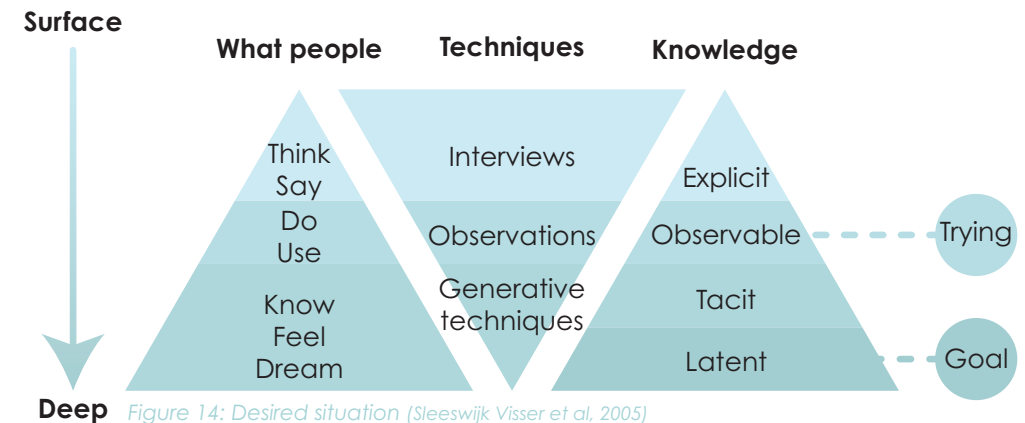 Surface
What people
Techniques
Knowledge
Think
Say
Interviews
Explicit
Do
Use
Observations
Observable
Trying
Know
Feel
Dream
Generative
techniques
Tacit
Latent
Goal
Deep
Figure 14: Desired situation (Sleeswijk Visser et al, 2005)